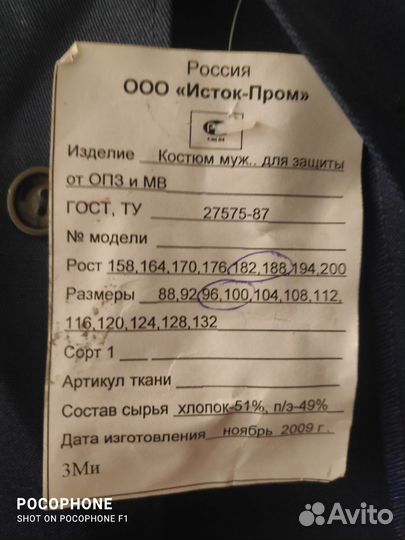 Россия
ООО «Исток-Пром»
Изделие Костюм муж.. для защиты
от ОПЗ и МВ
ГОСТ, ТУ 27575-87
№ модели
Рост 158,164,170,176,182,188,194,200
Размеры 88,92,96,100,104,108,112,
116,120,124,128,132
Сорт 1
Артикул ткани
Состав сырья хлопок-51%, п/э-49%
Дата изготовления ноябрь 2009 г.
3Ми
POCOPHONE
SHOT ON POCOPHONE F1
Avito